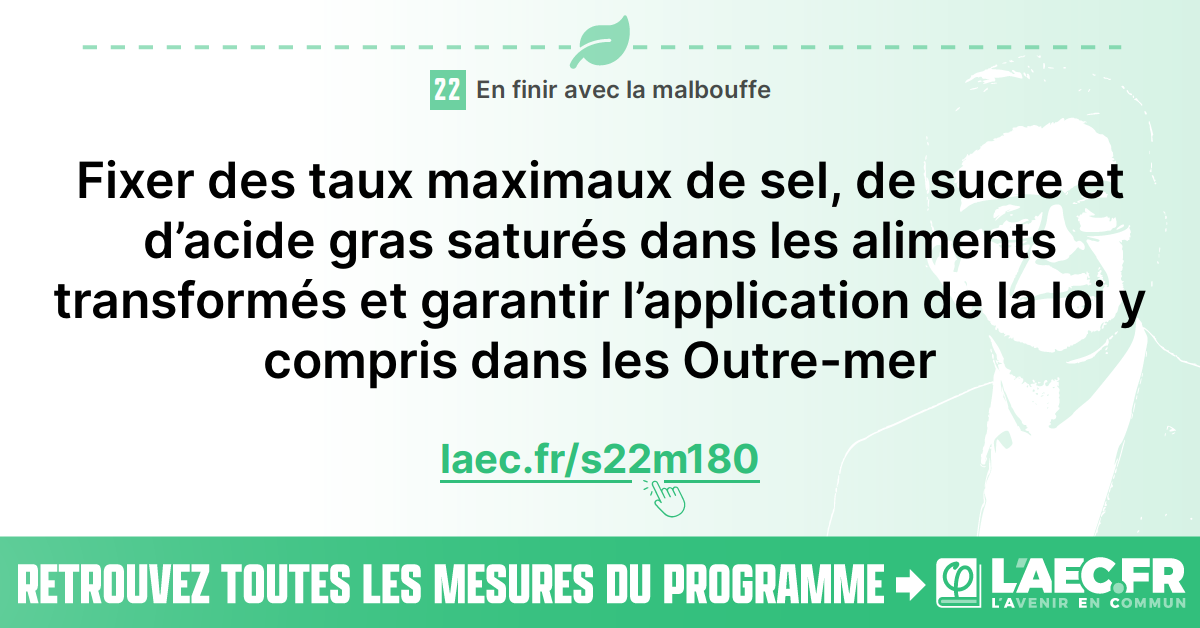 22 En finir avec la malbouffe
Fixer des taux maximaux de sel, de sucre et
d’acide gras saturés dans les aliments
transformés et garantir l’application de la loi y
compris dans les Outre-mer
laec.fr/s22m180
RETROUVEZ TOUTES LES MESURES DU PROGRAMME
L'AEC.FR
L'AVENIR EN COMMUN